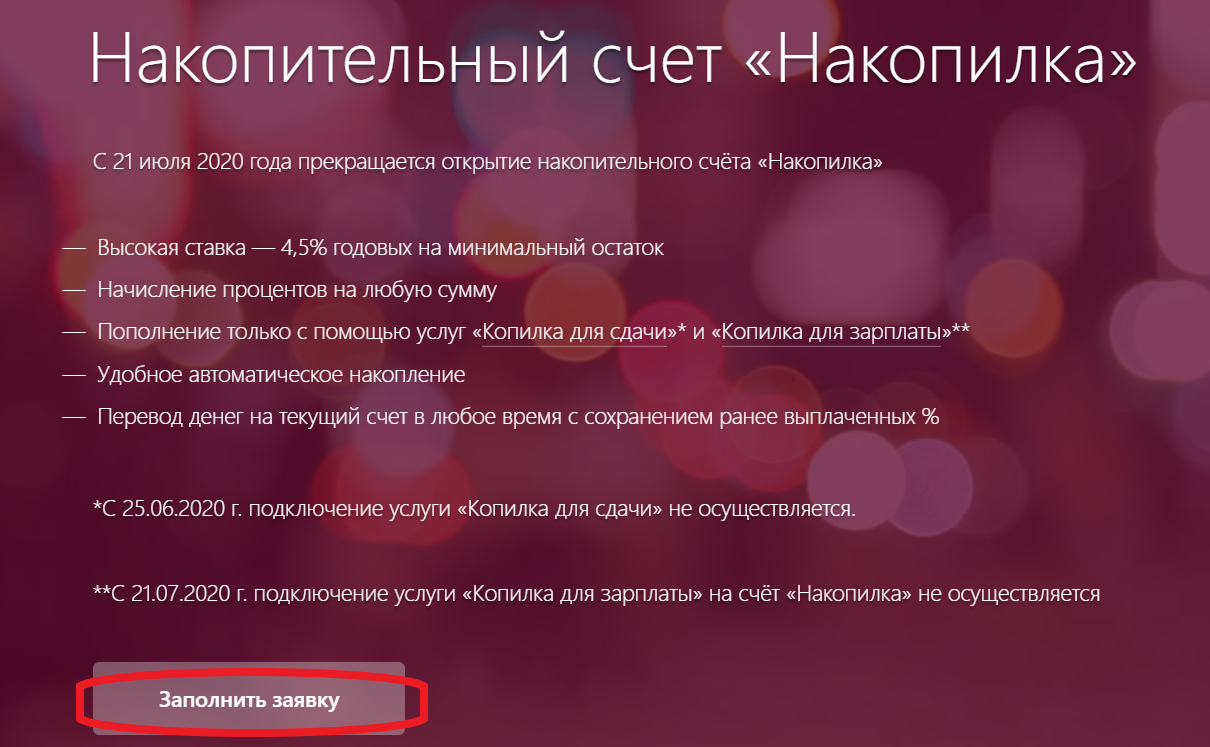 Накопительный счет «Накопилка»
С 21 июля 2020 года прекращается открытие накопительного счёта «Накопилка»
— Высокая ставка — 4,5% годовых на минимальный остаток
— Начисление процентов на любую сумму
— Пополнение только с помощью услуг «Копилка для сдачи»* и «Копилка для зарплаты»**
— Удобное автоматическое накопление
— Перевод денег на текущий счет в любое время с сохранением ранее выплаченных %
*С 25.06.2020 г. подключение услуги «Копилка для сдачи» не осуществляется.
**С 21.07.2020 г. подключение услуги «Копилка для зарплаты» на счёт «Накопилка» не осуществляется
Заполнить заявку